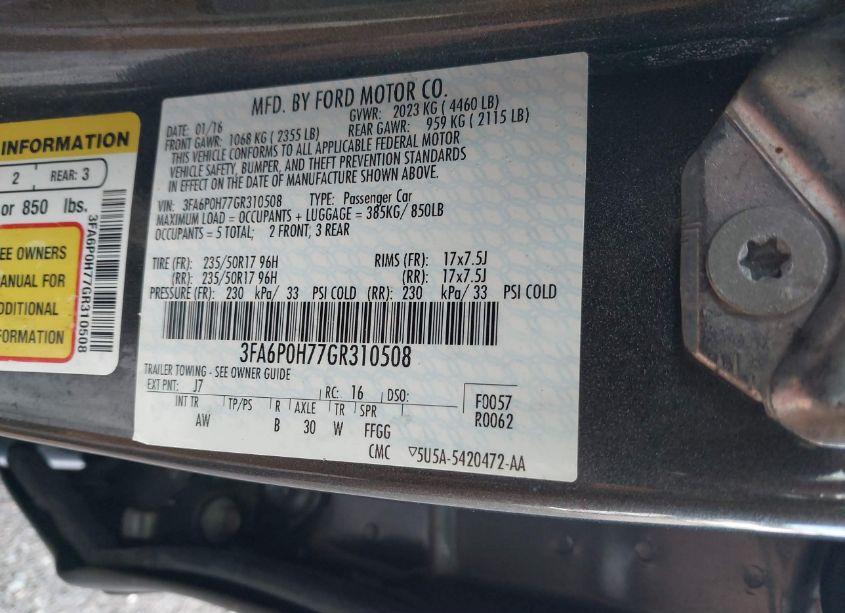 INFORMATION
2 REAR: 3
or 850 lbs.
SEE OWNERS
MANUAL FOR
ADDITIONAL
INFORMATION
3FA6P0H77GR310508
MFD. BY FORD MOTOR CO.
DATE: 01/16 GVWR: 2023 KG ( 4460 LB)
FRONT GAWR: 1068 KG ( 2355 LB) REAR GAWR: 959 KG ( 2115 LB)
THIS VEHICLE CONFORMS TO ALL APPLICABLE FEDERAL MOTOR
VEHICLE SAFETY, BUMPER, AND THEFT PREVENTION STANDARDS
IN EFFECT ON THE DATE OF MANUFACTURE SHOWN ABOVE.
VIN: 3FA6P0H77GR310508 TYPE: Passenger Car
MAXIMUM LOAD = OCCUPANTS + LUGGAGE = 385KG/ 850LB
OCCUPANTS = 5 TOTAL; 2 FRONT; 3 REAR
TIRE (FR): 235/50R17 96H RIMS (FR): 17x7.5J
(RR): 235/50R17 96H (RR): 17x7.5J
PRESSURE (FR): 230 kPa/ 33 PSI COLD (RR): 230 kPa/ 33 PSI COLD
3FA6P0H77GR310508
TRAILER TOWING - SEE OWNER GUIDE
EXT PNT: J7 RC: 16 DSO: F0057
INT TR TP/PS R AXLE TR SPR R0062
AW B 30 W FFGG
CMC ▽5U5A-5420472-AA